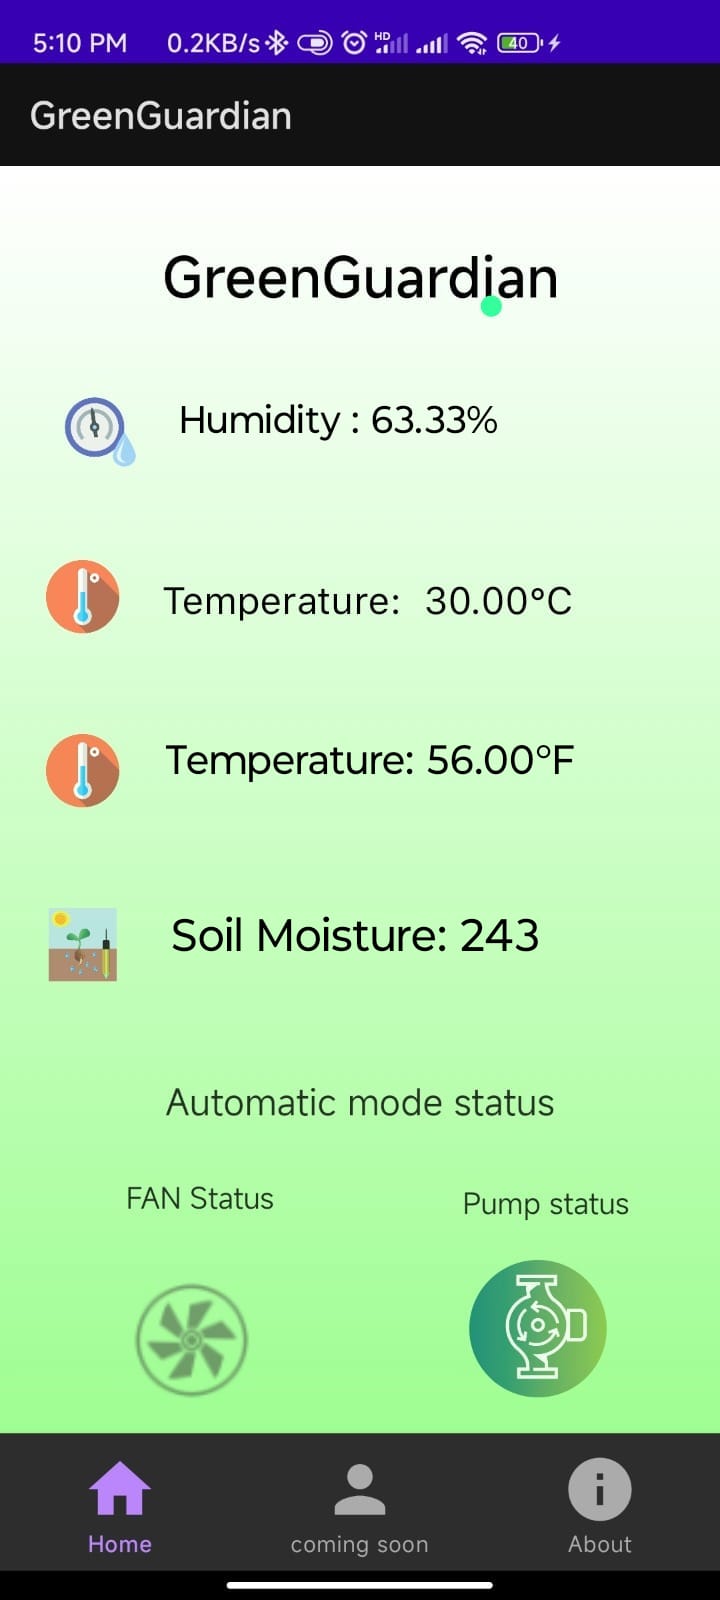 5:10 PM 0.2KB/s HD 40
GreenGuardian
GreenGuardian
Humidity : 63.33%
Temperature: 30.00°C
Temperature: 56.00°F
Soil Moisture: 243
Automatic mode status
FAN Status Pump status
Home coming soon About